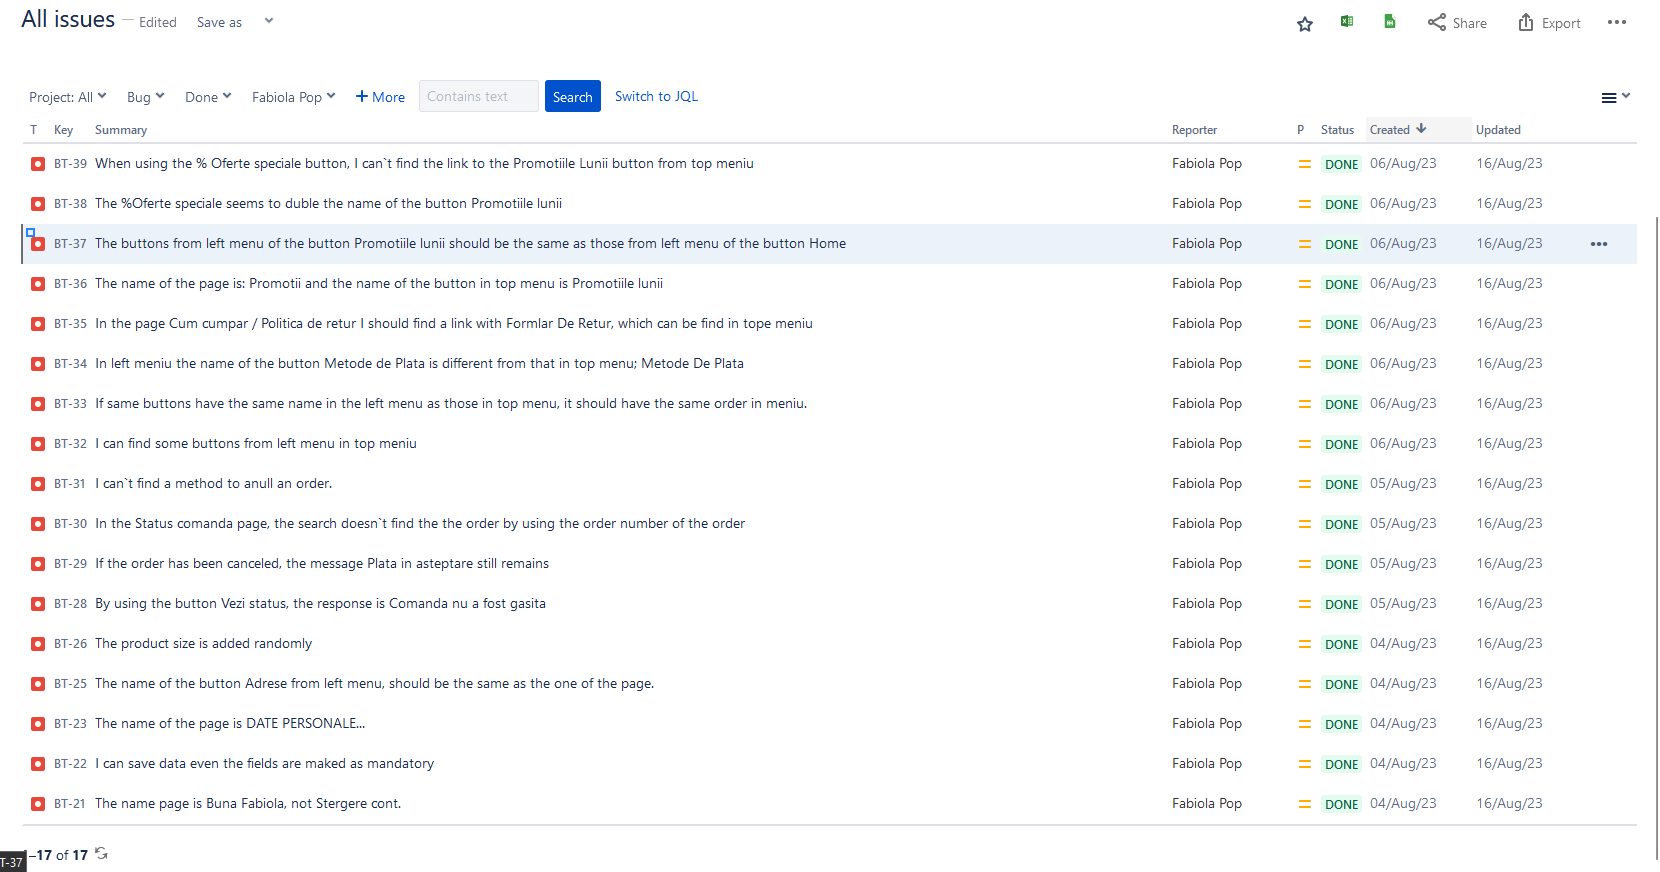 All issues — Edited Save as
Share Export
Project: All Bug Done Fabiola Pop + More Contains text Search Switch to JQL
T Key Summary Reporter P Status Created Updated
BT-39 When using the % Oferte speciale button, I can`t find the link to the Promotiile Lunii button from top meniu Fabiola Pop DONE 06/Aug/23 16/Aug/23
BT-38 The %Oferte speciale seems to duble the name of the button Promotiile lunii Fabiola Pop DONE 06/Aug/23 16/Aug/23
BT-37 The buttons from left menu of the button Promotiile lunii should be the same as those from left menu of the button Home Fabiola Pop DONE 06/Aug/23 16/Aug/23
BT-36 The name of the page is: Promotii and the name of the button in top menu is Promotiile lunii Fabiola Pop DONE 06/Aug/23 16/Aug/23
BT-35 In the page Cum cumpar / Politica de retur I should find a link with Formlar De Retur, which can be find in tope meniu Fabiola Pop DONE 06/Aug/23 16/Aug/23
BT-34 In left meniu the name of the button Metode de Plata is different from that in top menu; Metode De Plata Fabiola Pop DONE 06/Aug/23 16/Aug/23
BT-33 If same buttons have the same name in the left menu as those in top menu, it should have the same order in meniu. Fabiola Pop DONE 06/Aug/23 16/Aug/23
BT-32 I can find some buttons from left menu in top meniu Fabiola Pop DONE 06/Aug/23 16/Aug/23
BT-31 I can`t find a method to anull an order. Fabiola Pop DONE 05/Aug/23 16/Aug/23
BT-30 In the Status comanda page, the search doesn`t find the the order by using the order number of the order Fabiola Pop DONE 05/Aug/23 16/Aug/23
BT-29 If the order has been canceled, the message Plata in asteptare still remains Fabiola Pop DONE 05/Aug/23 16/Aug/23
BT-28 By using the button Vezi status, the response is Comanda nu a fost gasita Fabiola Pop DONE 05/Aug/23 16/Aug/23
BT-26 The product size is added randomly Fabiola Pop DONE 04/Aug/23 16/Aug/23
BT-25 The name of the button Adrese from left menu, should be the same as the one of the page. Fabiola Pop DONE 04/Aug/23 16/Aug/23
BT-23 The name of the page is DATE PERSONALE... Fabiola Pop DONE 04/Aug/23 16/Aug/23
BT-22 I can save data even the fields are maked as mandatory Fabiola Pop DONE 04/Aug/23 16/Aug/23
BT-21 The name page is Buna Fabiola, not Stergere cont. Fabiola Pop DONE 04/Aug/23 16/Aug/23
–17 of 17
T-37